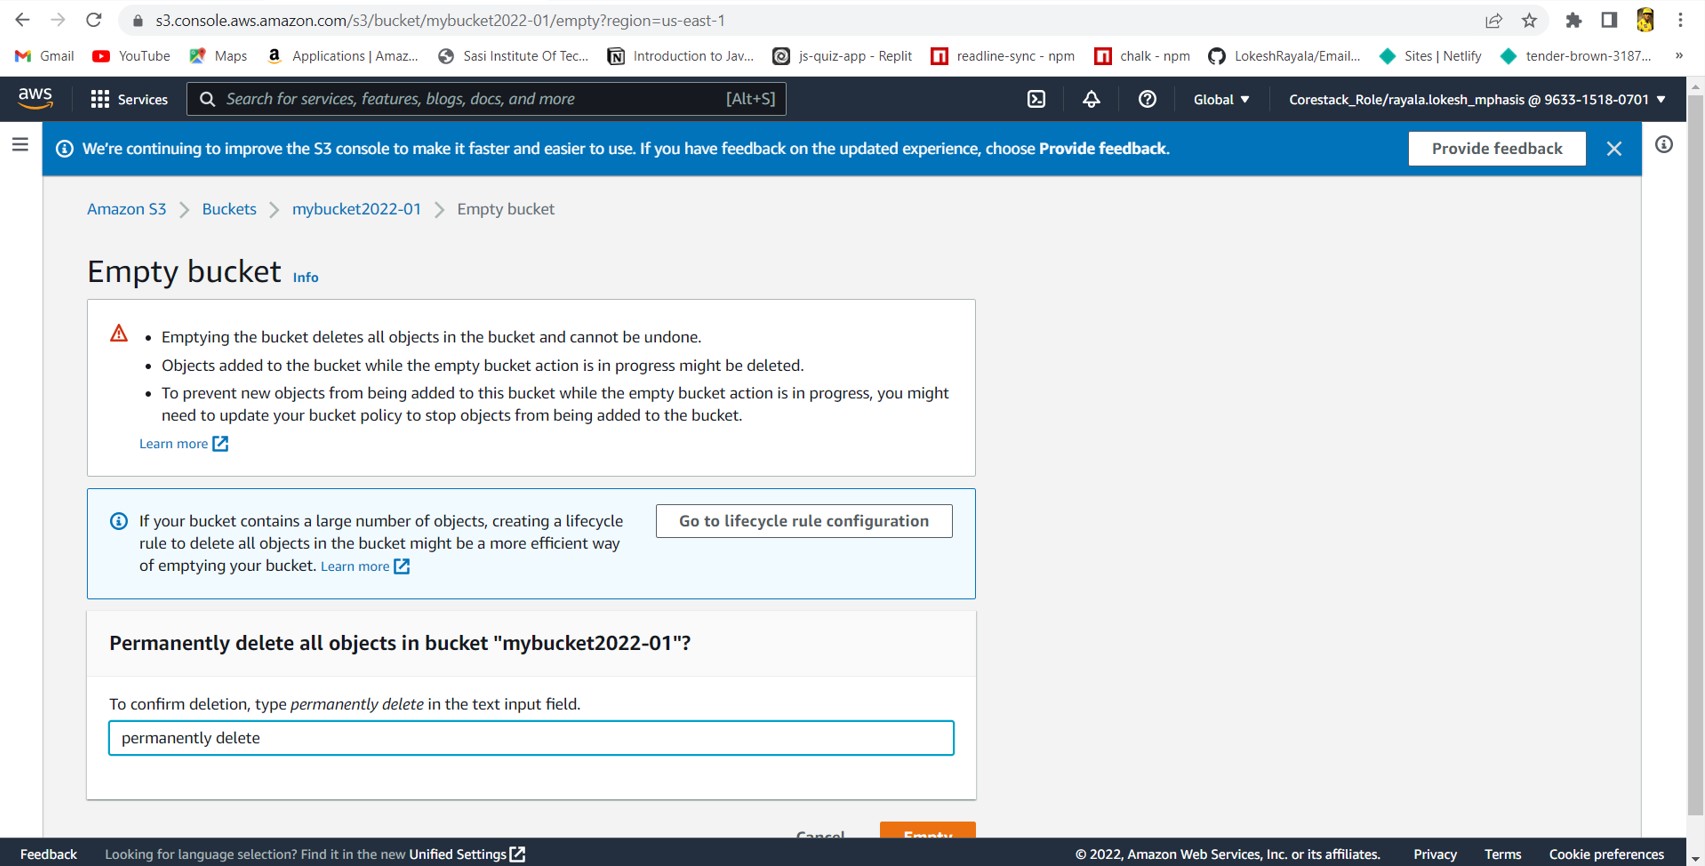 s3.console.aws.amazon.com/s3/bucket/mybucket2022-01/empty?region=us-east-1
Gmail YouTube Maps Applications | Amaz... Sasi Institute Of Tec... Introduction to Jav... js-quiz-app - Replit readline-sync - npm chalk - npm LokeshRayala/Email... Sites | Netlify tender-brown-3187... »
aws Services Search for services, features, blogs, docs, and more [Alt+S] Global Corestack_Role/rayala.lokesh_mphasis @ 9633-1518-0701
We're continuing to improve the S3 console to make it faster and easier to use. If you have feedback on the updated experience, choose Provide feedback. Provide feedback
Amazon S3 Buckets mybucket2022-01 Empty bucket
Empty bucket Info
• Emptying the bucket deletes all objects in the bucket and cannot be undone.
• Objects added to the bucket while the empty bucket action is in progress might be deleted.
• To prevent new objects from being added to this bucket while the empty bucket action is in progress, you might
need to update your bucket policy to stop objects from being added to the bucket.
Learn more
If your bucket contains a large number of objects, creating a lifecycle
rule to delete all objects in the bucket might be a more efficient way
of emptying your bucket. Learn more
Go to lifecycle rule configuration
Permanently delete all objects in bucket "mybucket2022-01"?
To confirm deletion, type permanently delete in the text input field.
permanently delete
Cancel Empty
Feedback Looking for language selection? Find it in the new Unified Settings © 2022, Amazon Web Services, Inc. or its affiliates. Privacy Terms Cookie preferences